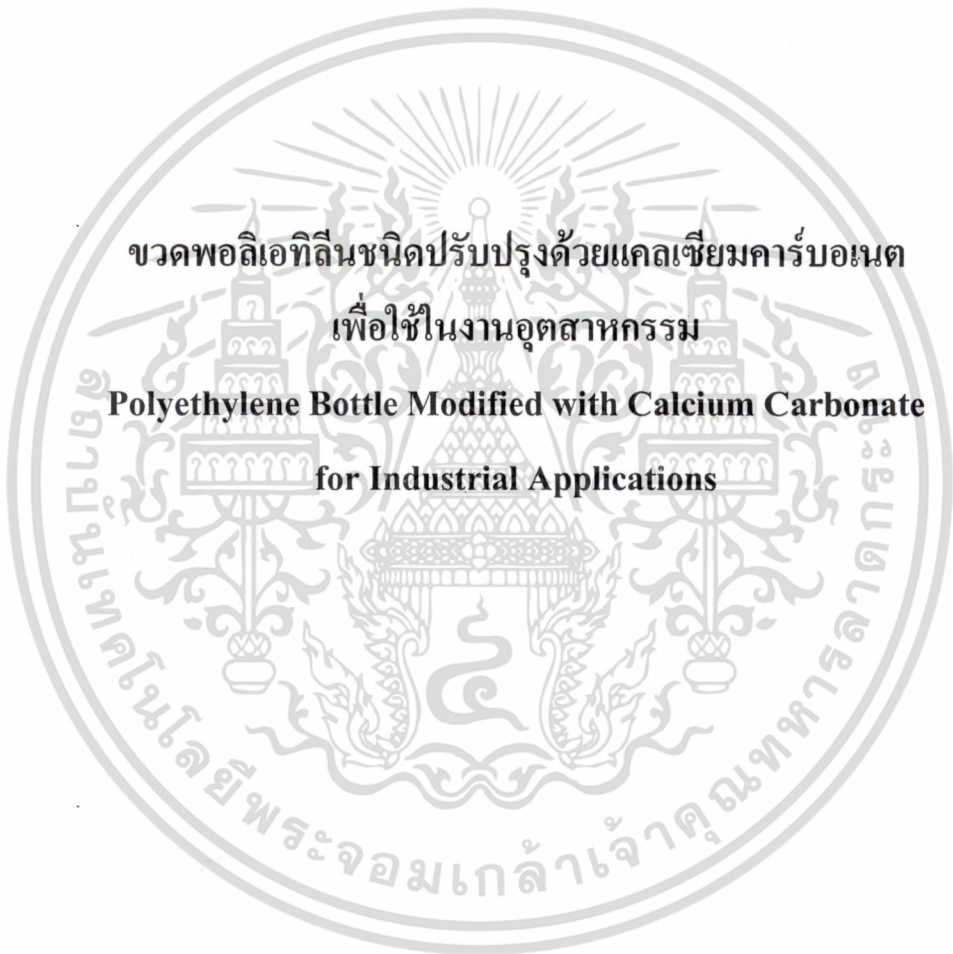 ขวดพอลิเอทิลีนชนิดปรับปรุงด้วยแคลเซียมคาร์บอเนต
เพื่อใช้ในงานอุตสาหกรรม
Polyethylene Bottle Modified with Calcium Carbonate
for Industrial Applications
สถาบันเทคโนโลยีพระจอมเกล้าเจ้าคุณทหารลาดกระบัง